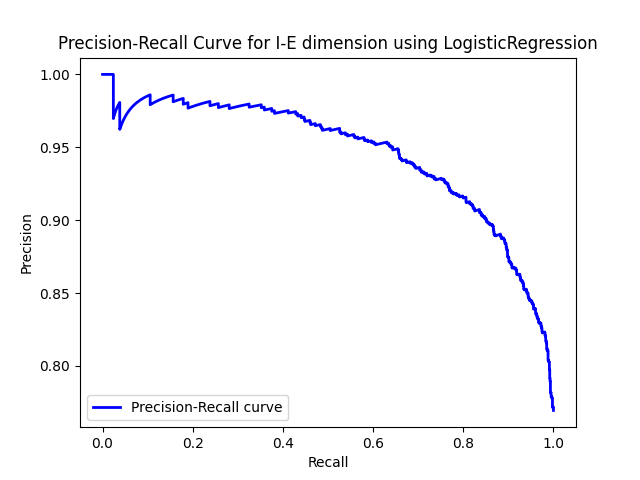 Precision-Recall Curve for I-E dimension using LogisticRegression
1.00
0.95
0.90
0.85
0.80
Precision
Precision-Recall curve
0.0
0.2
0.4
0.6
0.8
1.0
Recall